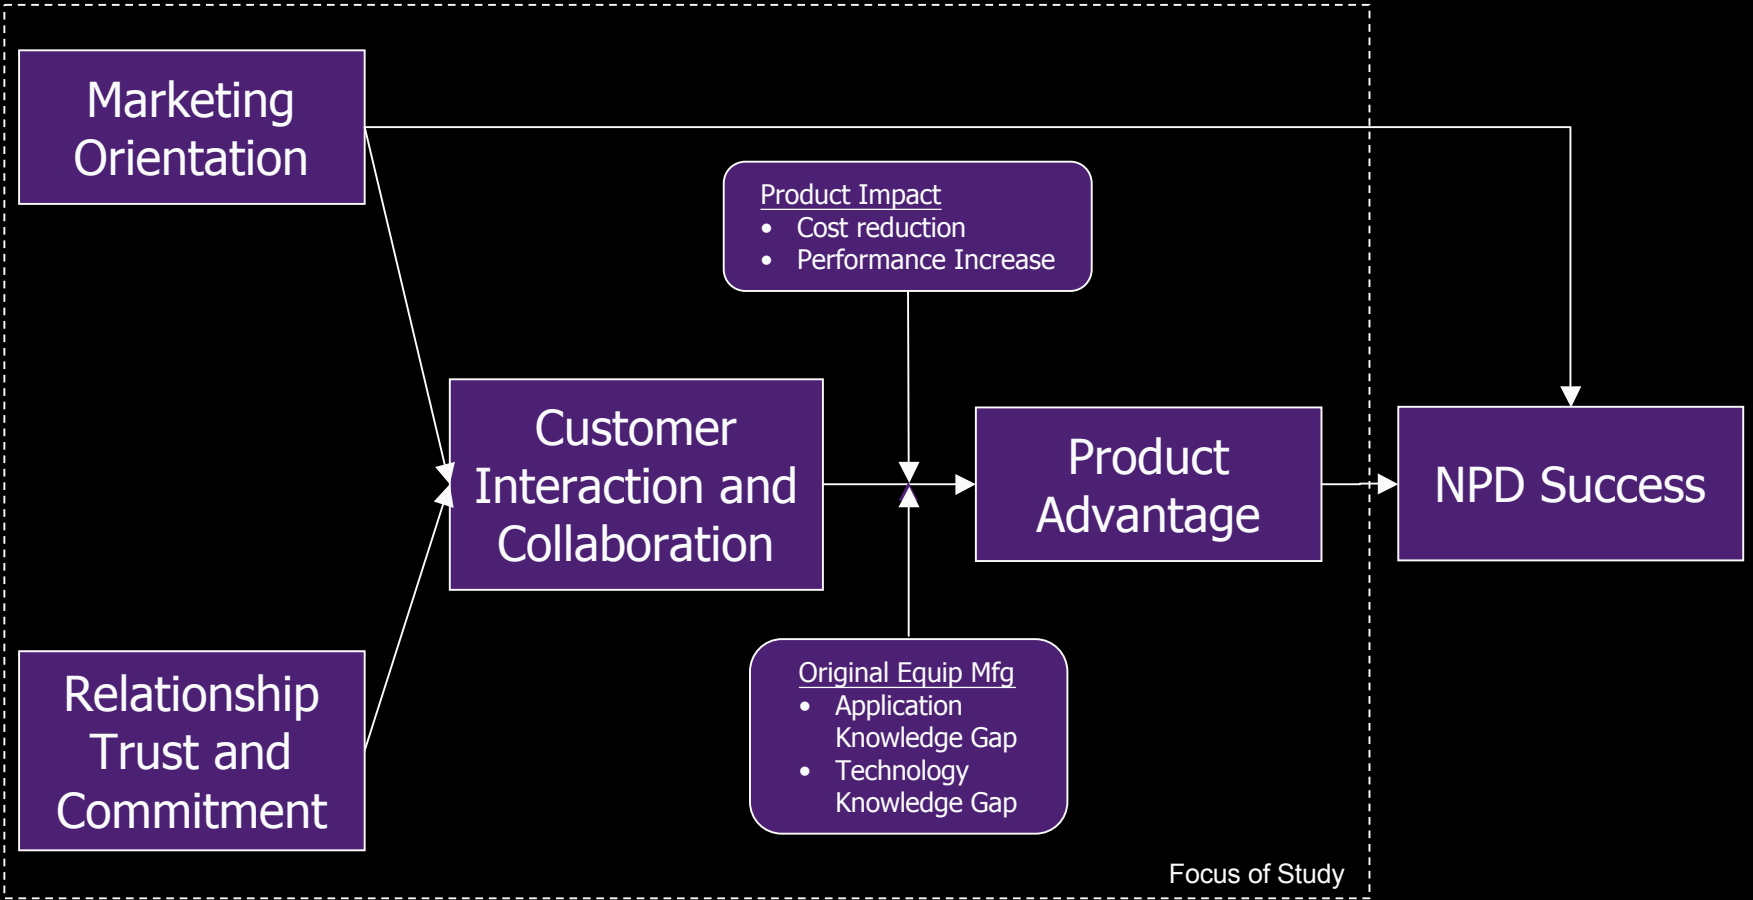 Marketing
Orientation
Product Impact
• Cost reduction
• Performance Increase
Customer
Interaction and
Collaboration
Product
Advantage
NPD Success
Relationship
Trust and
Commitment
Original Equip Mfg
• Application
Knowledge Gap
• Technology
Knowledge Gap
Focus of Study